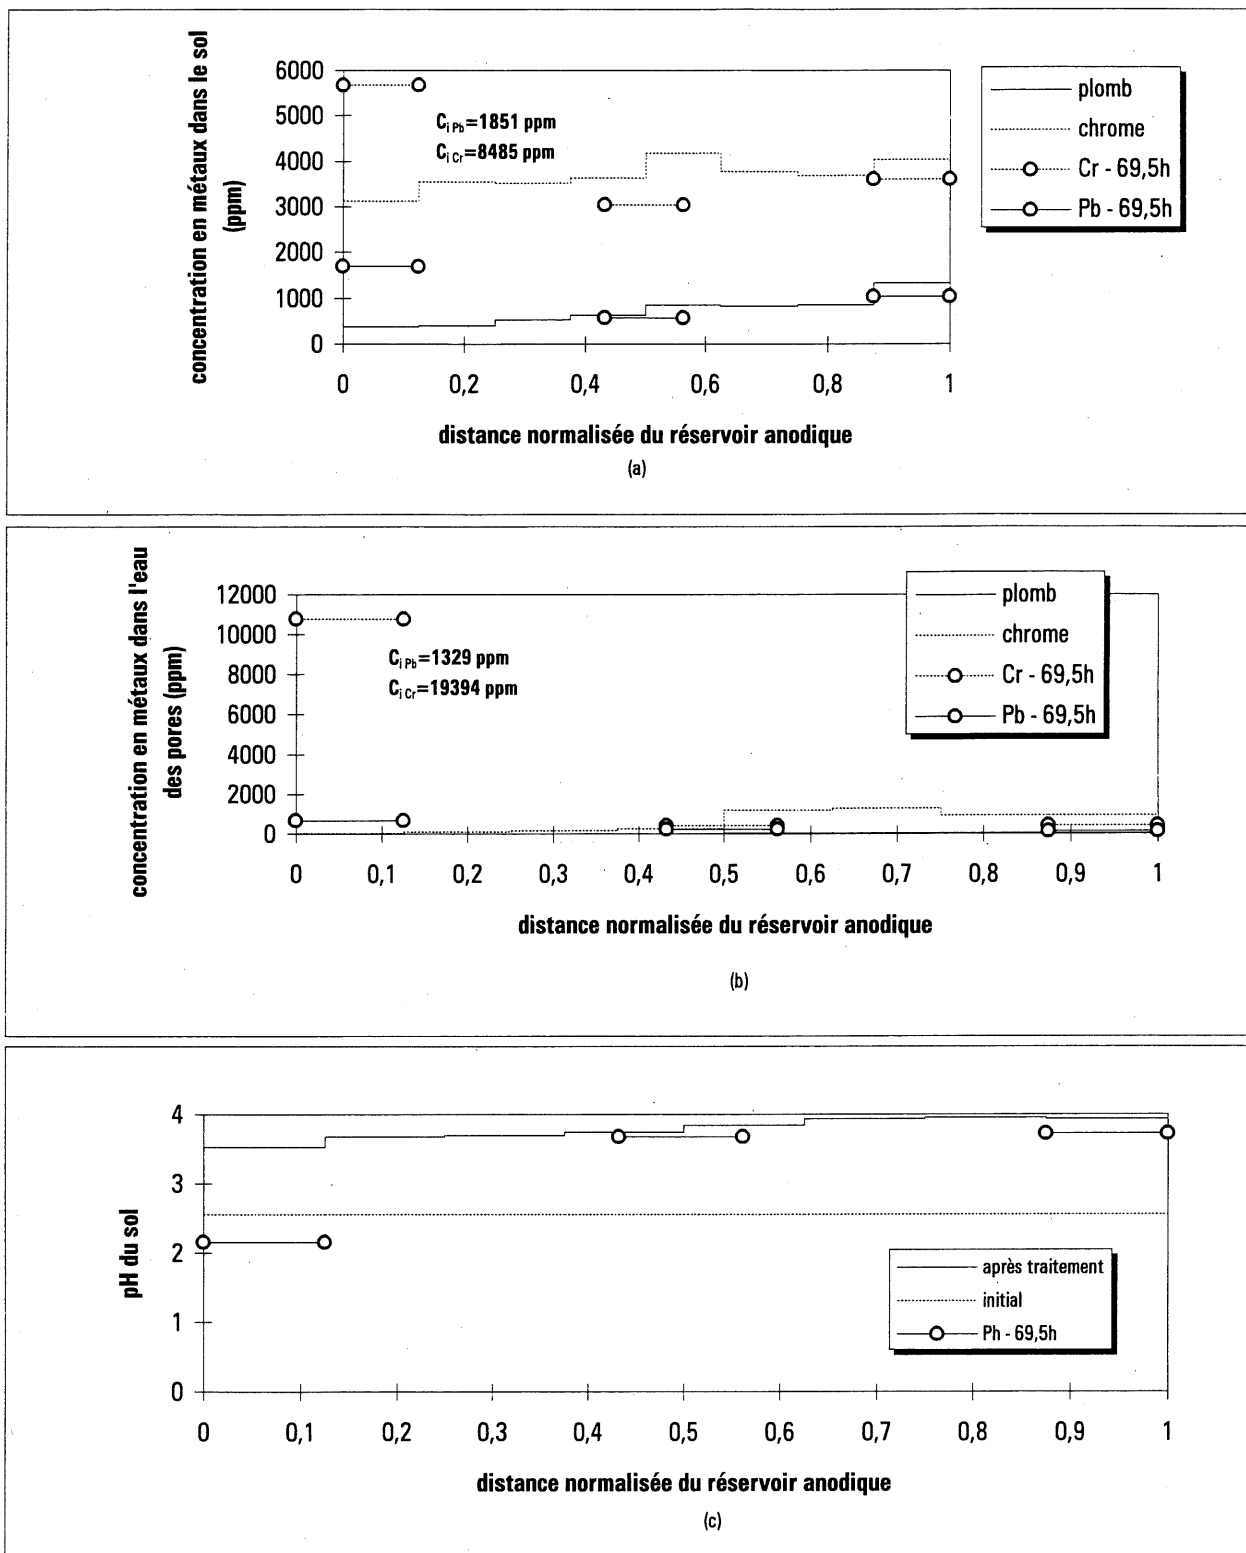 concentration en métaux dans le sol
(ppm)
6000
5000
4000
3000
2000
1000
0
C i Pb=1851 ppm
C i Cr=8485 ppm
0 0,2 0,4 0,6 0,8 1
distance normalisée du réservoir anodique
(a)
plomb
chrome
Cr - 69,5h
Pb - 69,5h
concentration en métaux dans l'eau
des pores (ppm)
12000
10000
8000
6000
4000
2000
0
C i Pb=1329 ppm
C i Cr=19394 ppm
0 0,1 0,2 0,3 0,4 0,5 0,6 0,7 0,8 0,9 1
distance normalisée du réservoir anodique
(b)
plomb
chrome
Cr - 69,5h
Pb - 69,5h
pH du sol
4
3
2
1
0
0 0,1 0,2 0,3 0,4 0,5 0,6 0,7 0,8 0,9 1
distance normalisée du réservoir anodique
(c)
après traitement
initial
Ph - 69,5h